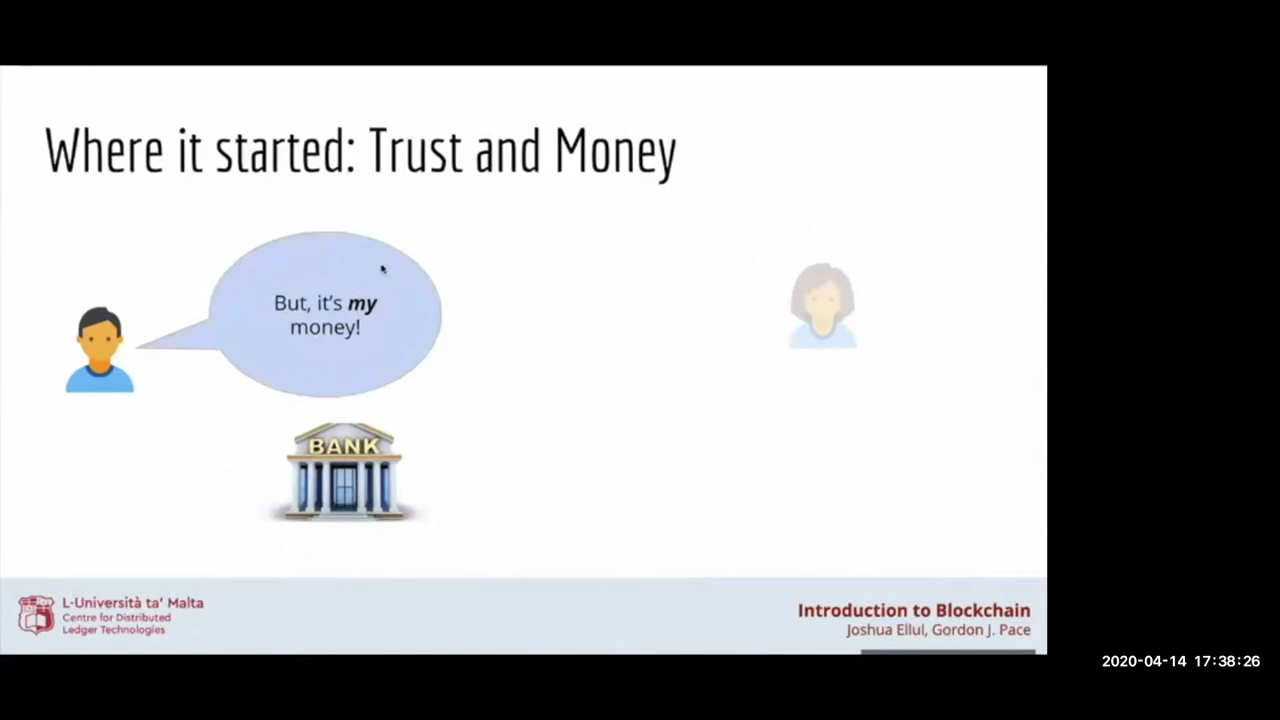 Where it started: Trust and Money
But, it's my
money!
BANK
L-Università ta' Malta
Centre for Distributed
Ledger Technologies
Introduction to Blockchain
Joshua Ellul, Gordon J. Pace
2020-04-14 17:38:26